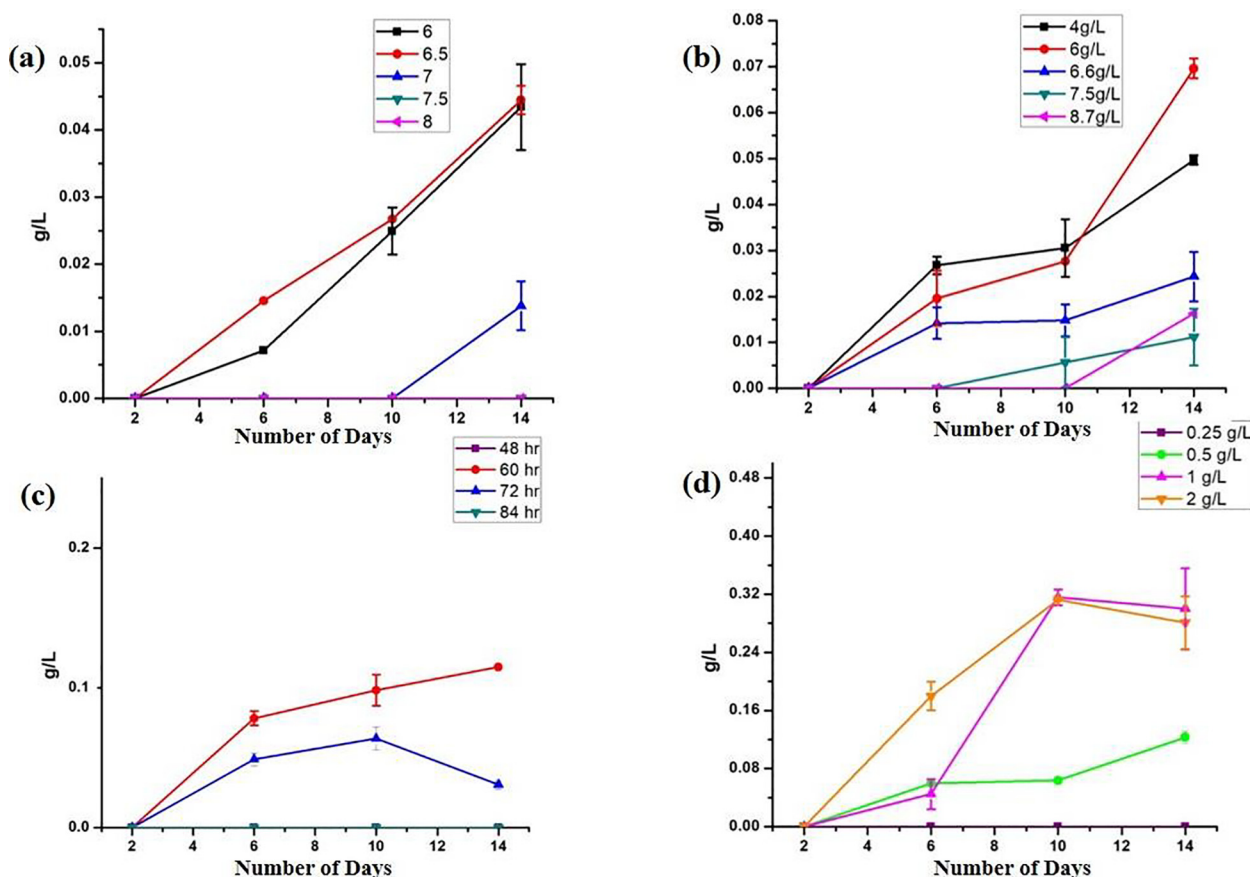 (a)
6
6.5
7
7.5
8
0.05
0.04
0.03
0.02
0.01
0.00
g/L
2 4 6 8 10 12 14
Number of Days
(b)
4g/L
6g/L
6.6g/L
7.5g/L
8.7g/L
0.08
0.07
0.06
0.05
0.04
0.03
0.02
0.01
0.00
g/L
2 4 6 8 10 12 14
Number of Days
(c)
48 hr
60 hr
72 hr
84 hr
0.2
0.1
0.0
g/L
2 4 6 8 10 12 14
Number of Days
(d)
0.25 g/L
0.5 g/L
1 g/L
2 g/L
0.48
0.40
0.32
0.24
0.16
0.08
0.00
g/L
2 4 6 8 10 12 14
Number of Days